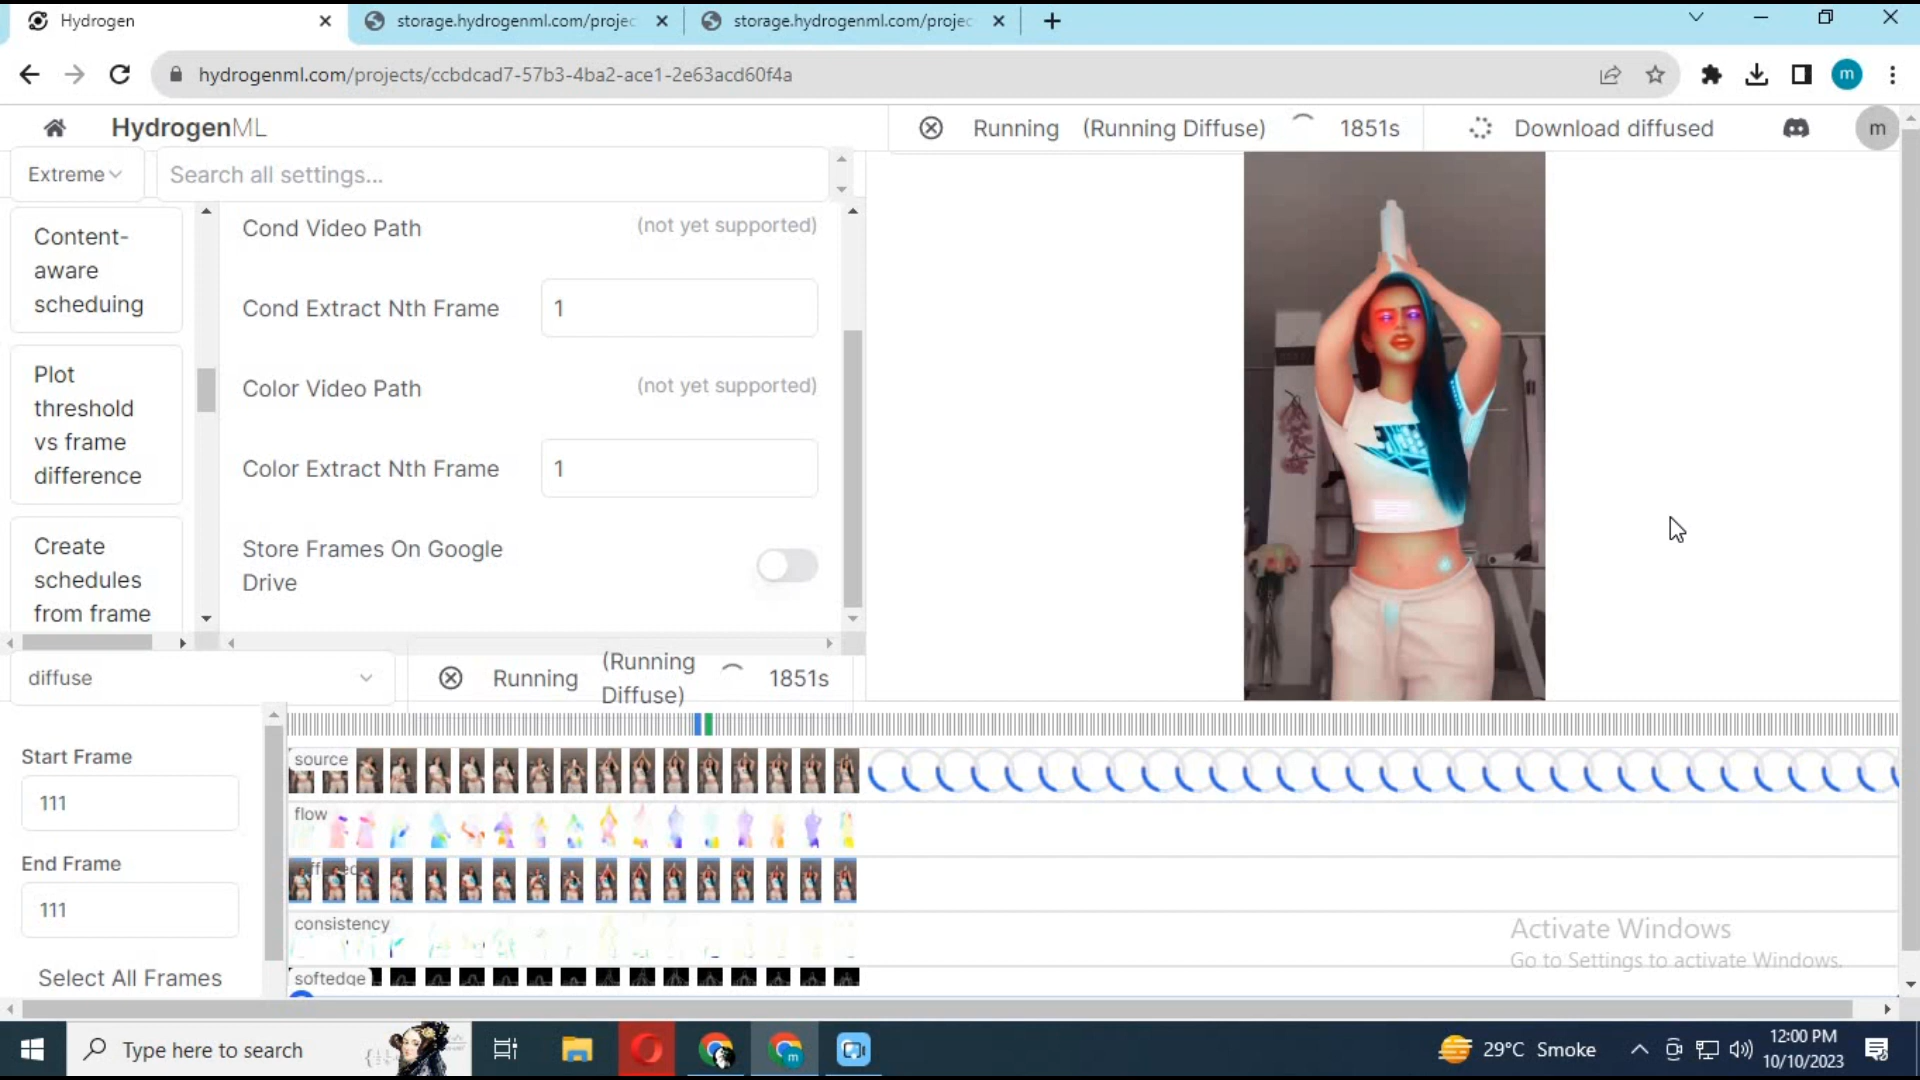 Hydrogen
storage.hydrogenml.com/projec
storage.hydrogenml.com/projec
hydrogenml.com/projects/ccbdcad7-57b3-4ba2-ace1-2e63acd60f4a
m
HydrogenML
Running (Running Diffuse) 1851s
Download diffused
m
Extreme
Search all settings...
Content-
aware
scheduing
Plot
threshold
vs frame
difference
Create
schedules
from frame
Cond Video Path (not yet supported)
Cond Extract Nth Frame 1
Color Video Path (not yet supported)
Color Extract Nth Frame 1
Store Frames On Google
Drive
diffuse
Running
(Running
Diffuse)
1851s
Start Frame
111
End Frame
111
Select All Frames
source
flow
consistency
softedge
Activate Windows
Go to Settings to activate Windows.
Type here to search
m
29°C Smoke
12:00 PM
10/10/2023